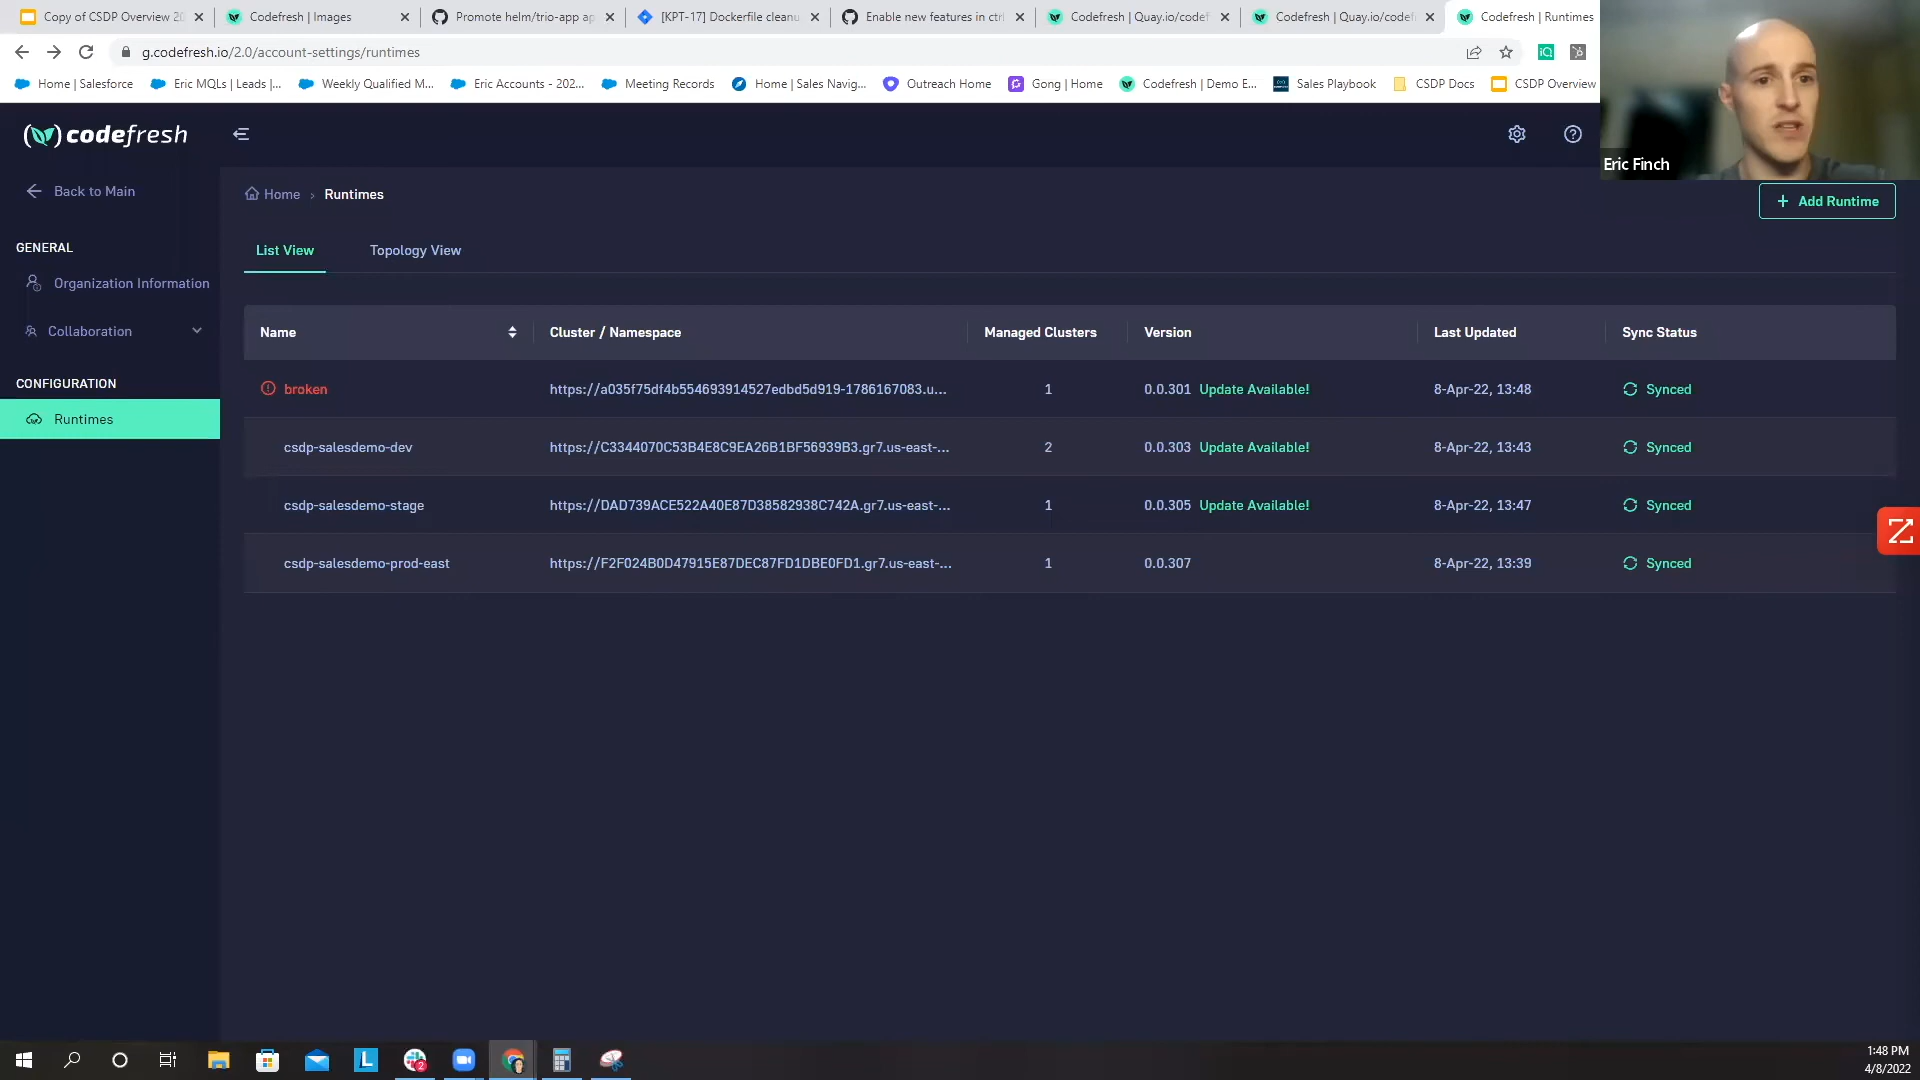 Copy of CSDP Overview 20
Codefresh | Images
Promote helm/trio-app ap
[KPT-17] Dockerfile cleanu
Enable new features in ctrl
Codefresh | Quay.io/codef
Codefresh | Quay.io/codef
Codefresh | Runtimes
g.codefresh.io/2.0/account-settings/runtimes
Home | Salesforce
Eric MQLs | Leads |...
Weekly Qualified M...
Eric Accounts - 202...
Meeting Records
Home | Sales Navig...
Outreach Home
Gong | Home
Codefresh | Demo E...
Sales Playbook
CSDP Docs
CSDP Overview
codefresh
Eric Finch
Back to Main
Home > Runtimes
+ Add Runtime
GENERAL
List View
Topology View
Organization Information
Collaboration
Name
Cluster / Namespace
Managed Clusters
Version
Last Updated
Sync Status
CONFIGURATION
Runtimes
broken https://a035f75df4b554693914527edbd5d919-1786167083.u... 1 0.0.301 Update Available! 8-Apr-22, 13:48 Synced
csdp-salesdemo-dev https://C3344070C53B4E8C9EA26B1BF56939B3.gr7.us-east-... 2 0.0.303 Update Available! 8-Apr-22, 13:43 Synced
csdp-salesdemo-stage https://DAD739ACE522A40E87D38582938C742A.gr7.us-east-... 1 0.0.305 Update Available! 8-Apr-22, 13:47 Synced
csdp-salesdemo-prod-east https://F2F024B0D47915E87DEC87FD1DBE0FD1.gr7.us-east-... 1 0.0.307 8-Apr-22, 13:39 Synced
1:48 PM
4/8/2022